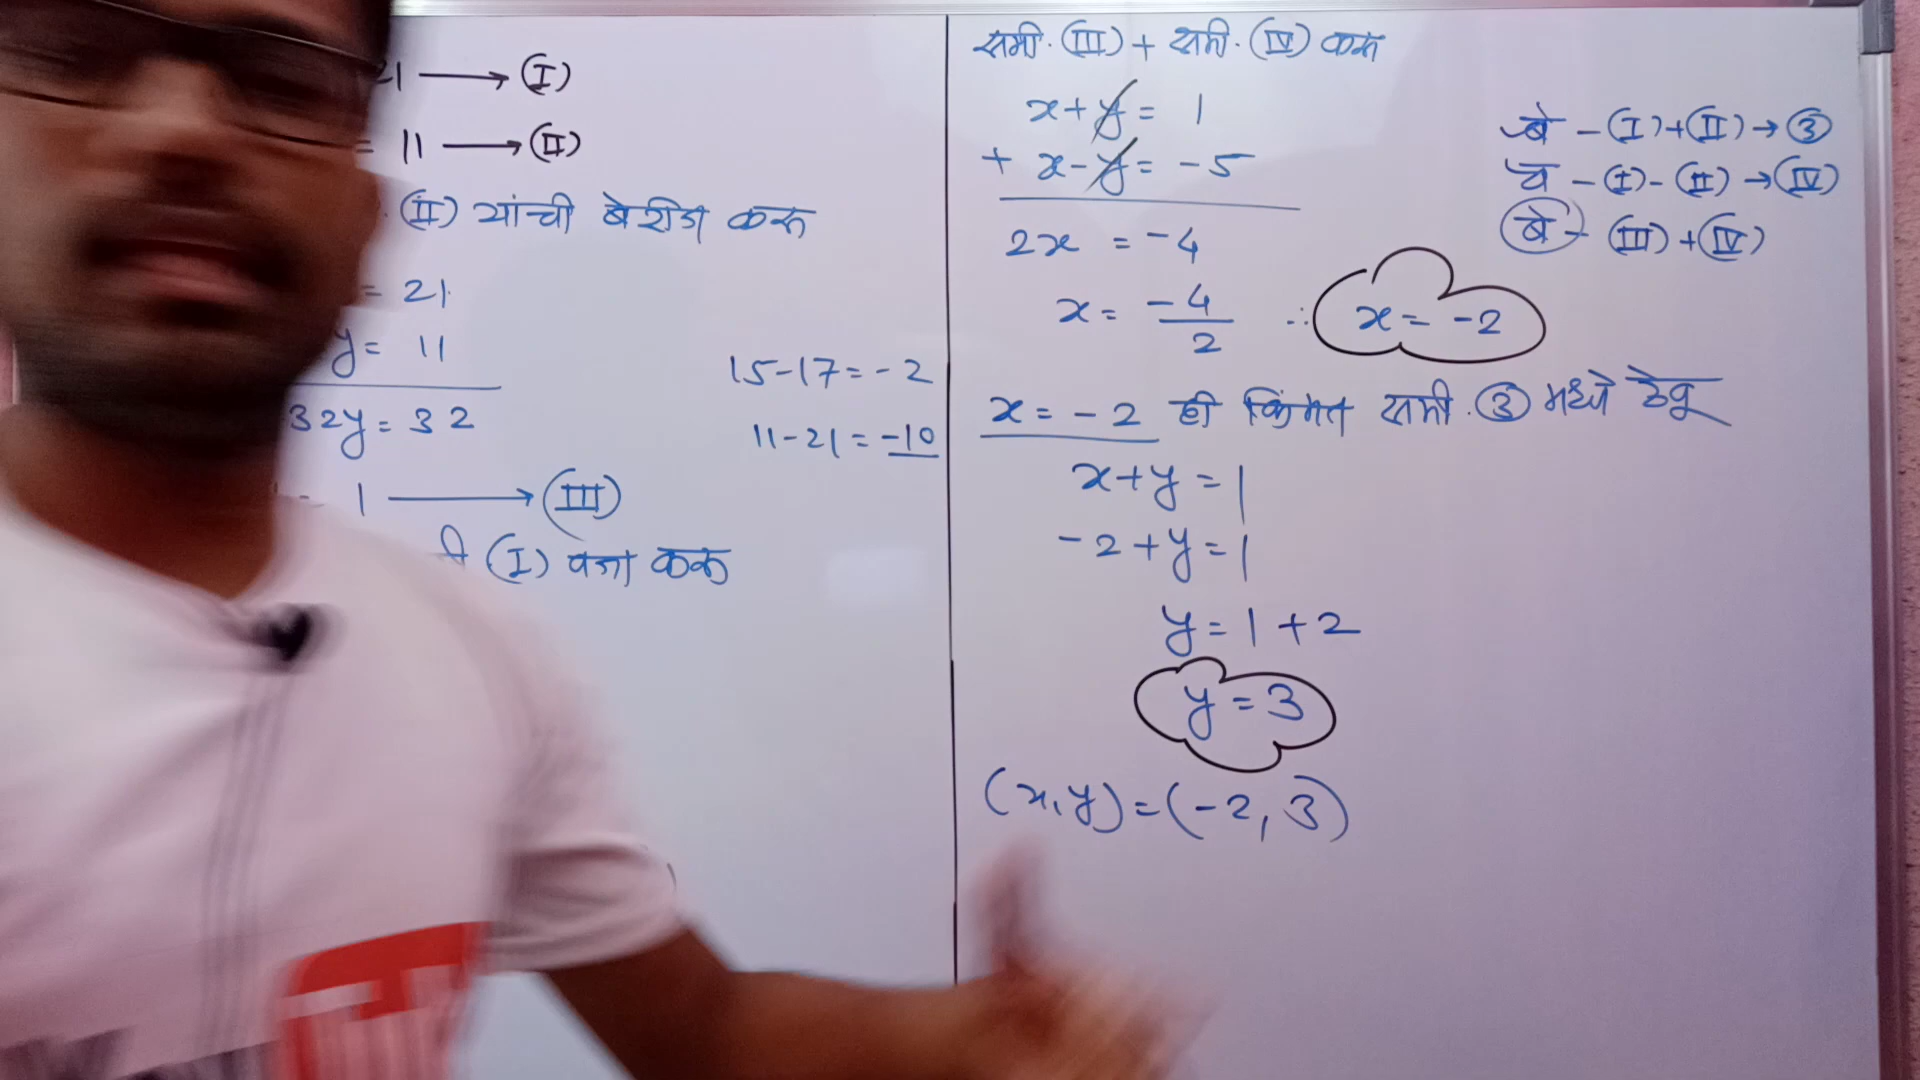 21 ⟶ (I)
= 11 ⟶ (II)
(II) यांची बेरीज करू
= 21
y = 11
32y = 32
15-17 = -2
11-21 = -10
1 ⟶ (III)
(I) वजा करू
समी. (III) + समी. (IV) करू
x + y = 1
+ x - y = -5
2x = -4
x = -4/2 ∴ x = -2
x = -2 ही किंमत समी. ③ मध्ये ठेवू
x + y = 1
-2 + y = 1
y = 1 + 2
y = 3
(x, y) = (-2, 3)
बे - (I) + (II) → ③
व - (I) - (II) → (IV)
बे - (III) + (IV)